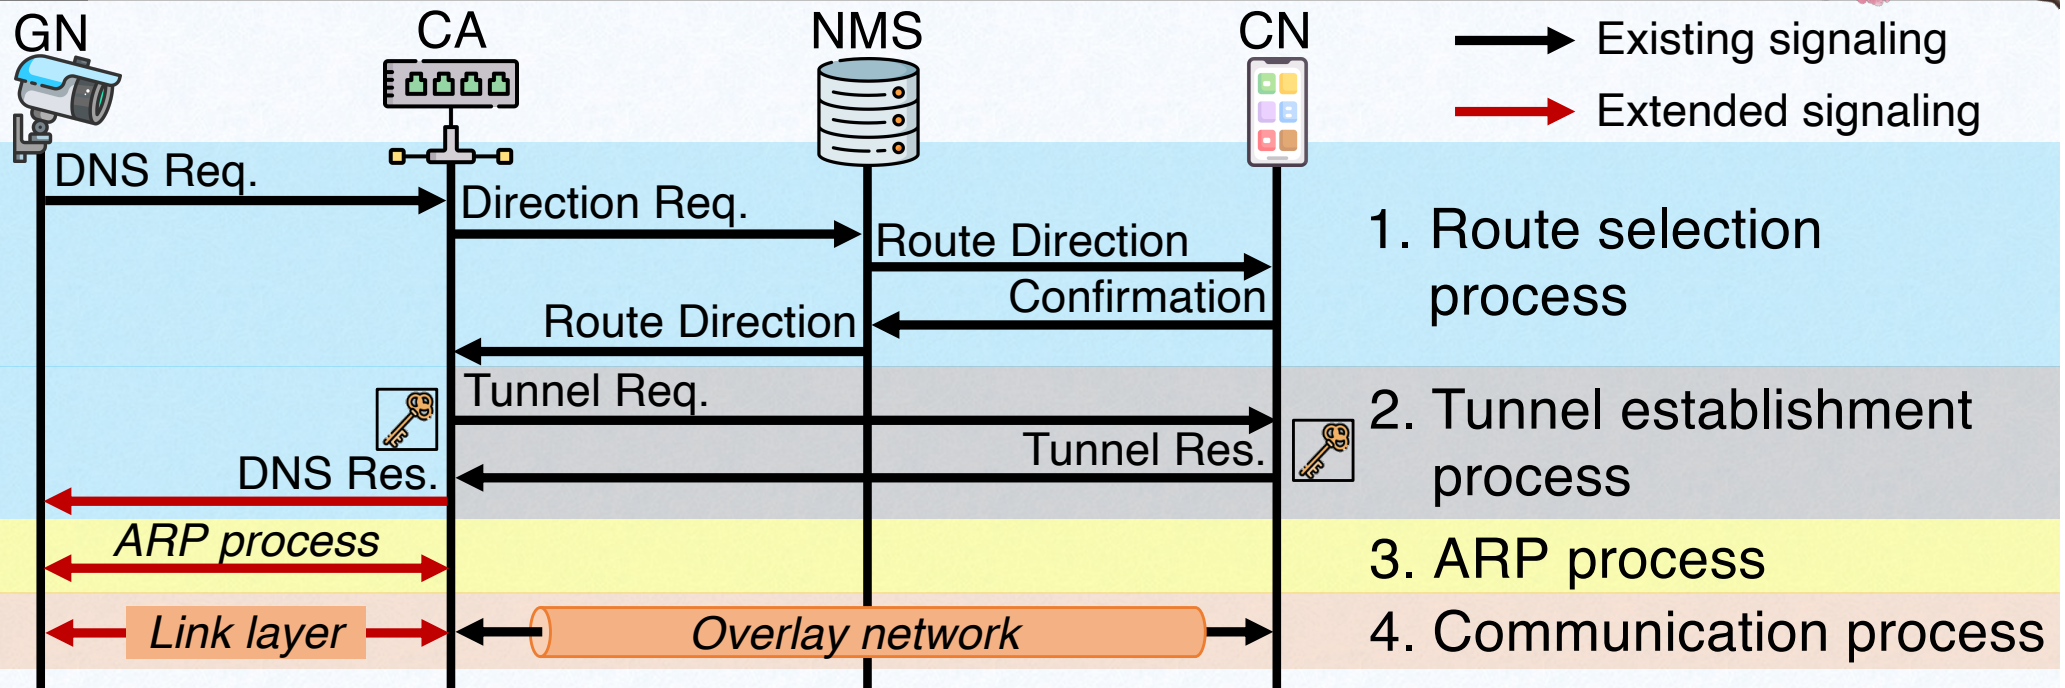 GN
CA
NMS
CN
Existing signaling
Extended signaling
DNS Req.
Direction Req.
Route Direction
Confirmation
Route Direction
1. Route selection
process
Tunnel Req.
Tunnel Res.
DNS Res.
2. Tunnel establishment
process
ARP process
3. ARP process
Link layer
Overlay network
4. Communication process